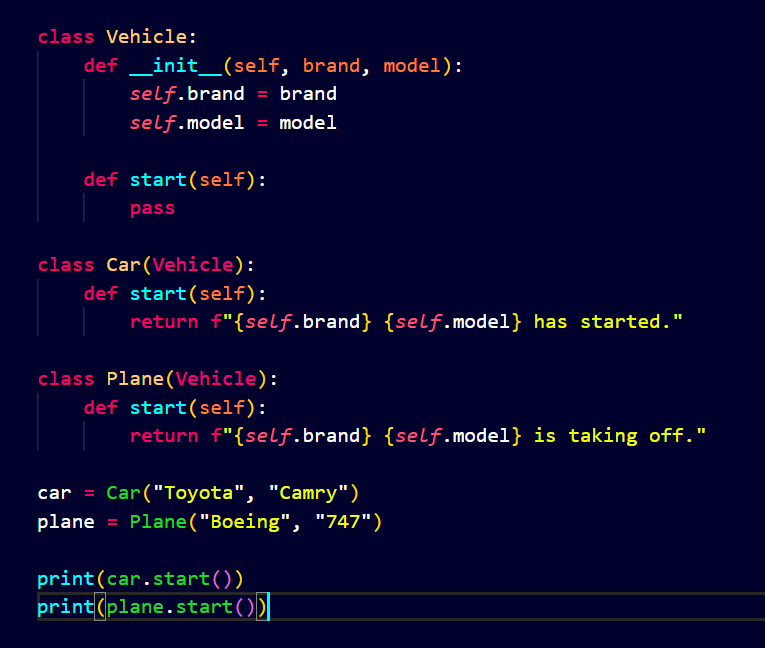 class Vehicle:
    def __init__(self, brand, model):
        self.brand = brand
        self.model = model

    def start(self):
        pass

class Car(Vehicle):
    def start(self):
        return f"{self.brand} {self.model} has started."

class Plane(Vehicle):
    def start(self):
        return f"{self.brand} {self.model} is taking off."

car = Car("Toyota", "Camry")
plane = Plane("Boeing", "747")

print(car.start())
print(plane.start())